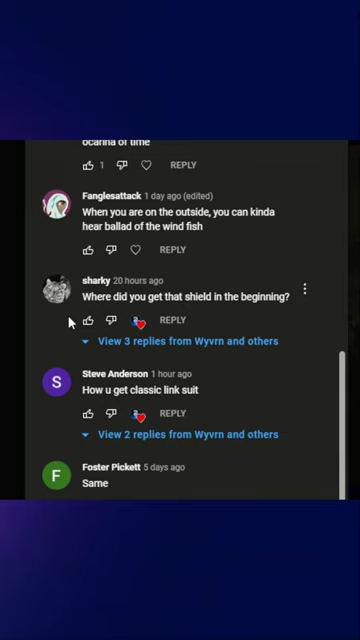 ocarina of time
1
REPLY
Fanglesattack 1 day ago (edited)
When you are on the outside, you can kinda
hear ballad of the wind fish
REPLY
sharky 20 hours ago
Where did you get that shield in the beginning?
REPLY
View 3 replies from Wyvrn and others
S
Steve Anderson 1 hour ago
How u get classic link suit
REPLY
View 2 replies from Wyvrn and others
F
Foster Pickett 5 days ago
Same